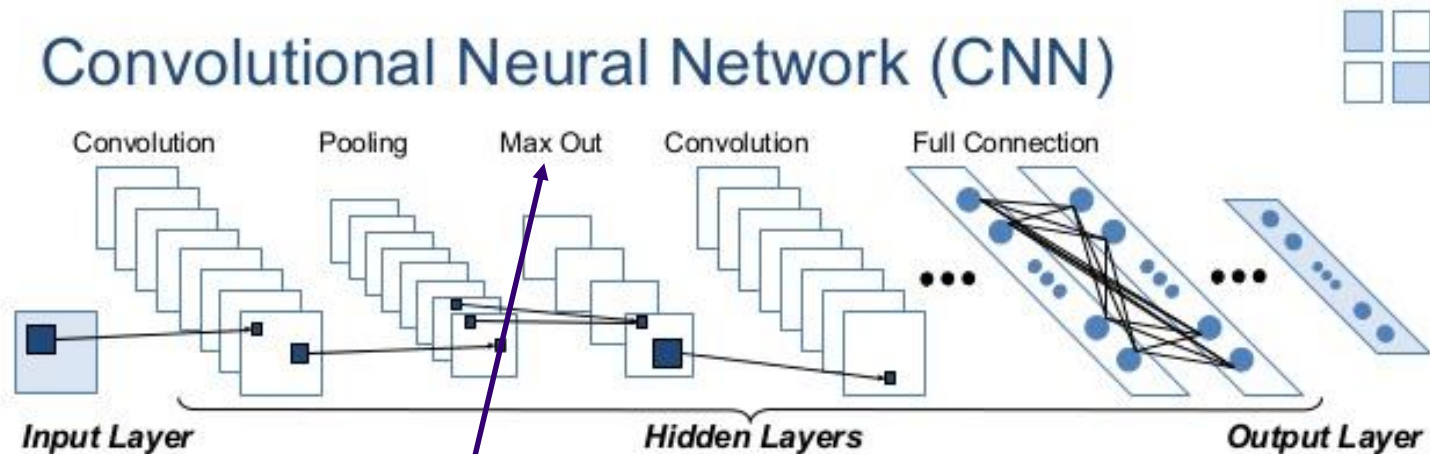 Convolutional Neural Network (CNN)
Convolution Pooling Max Out Convolution Full Connection
Input Layer Hidden Layers Output Layer